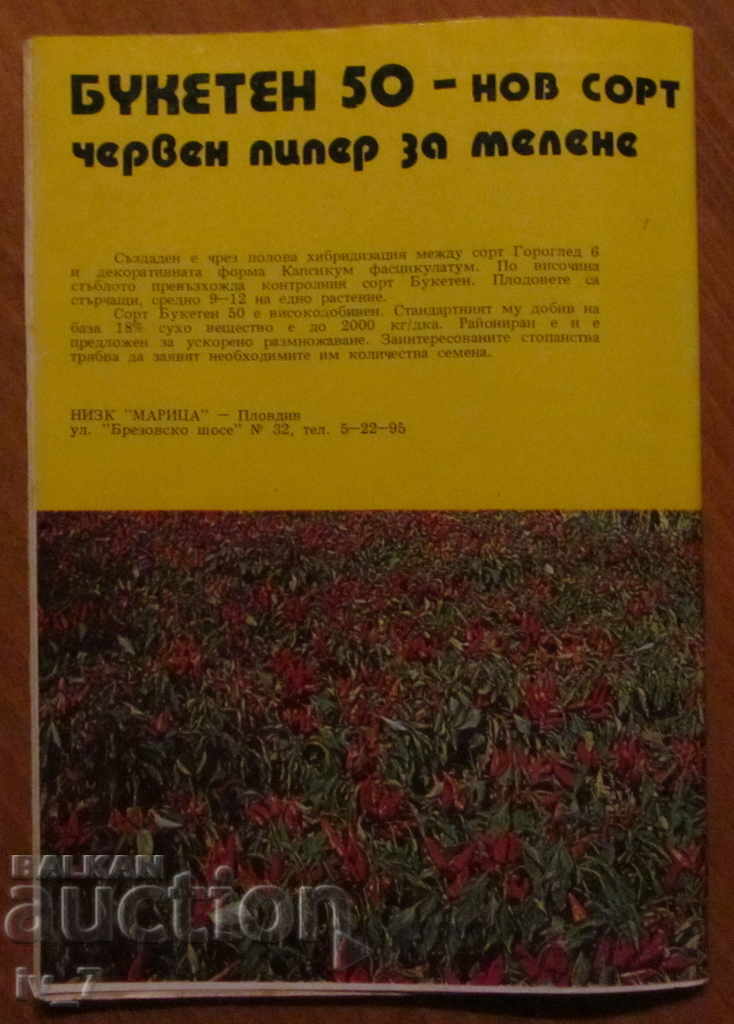 БУКЕТЕН 50 – НОВ СОРТ
червен пипер за мелене
Създаден е чрез полова хибридизация между сорт Гороглед 6
и декоративната форма Капсикум фасцикулатум. По височина
стъблото превъзхожда контролния сорт Букетен. Плодовете са
стърчащи, средно 9—12 на едно растение.
Сорт Букетен 50 е високодобивен. Стандартният му добив на
база 18% сухо вещество е до 2000 кг/дка. Райониран е и е
предложен за ускорено размножаване. Заинтересованите стопанства
трябва да заявят необходимите им количества семена.
НИЗК "МАРИЦА" — Пловдив
ул. "Брезовско шосе" № 32, тел. 5—22—95
BALKAN
auction
iv_7